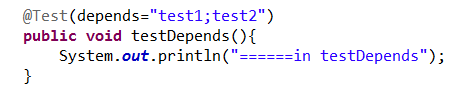 @Test(depends="test1;test2")
public void testDepends(){
    System.out.println("======in testDepends");
}